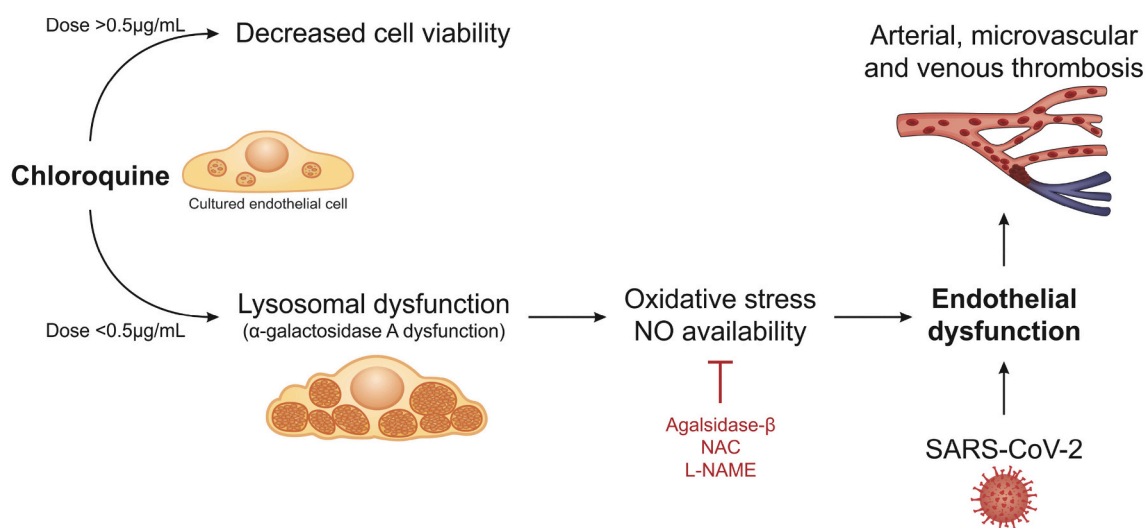 Dose >0.5µg/mL
Decreased cell viability
Chloroquine
Cultured endothelial cell
Dose <0.5µg/mL
Lysosomal dysfunction
(α-galactosidase A dysfunction)
Oxidative stress
NO availability
Agalsidase-β
NAC
L-NAME
Arterial, microvascular
and venous thrombosis
Endothelial
dysfunction
SARS-CoV-2